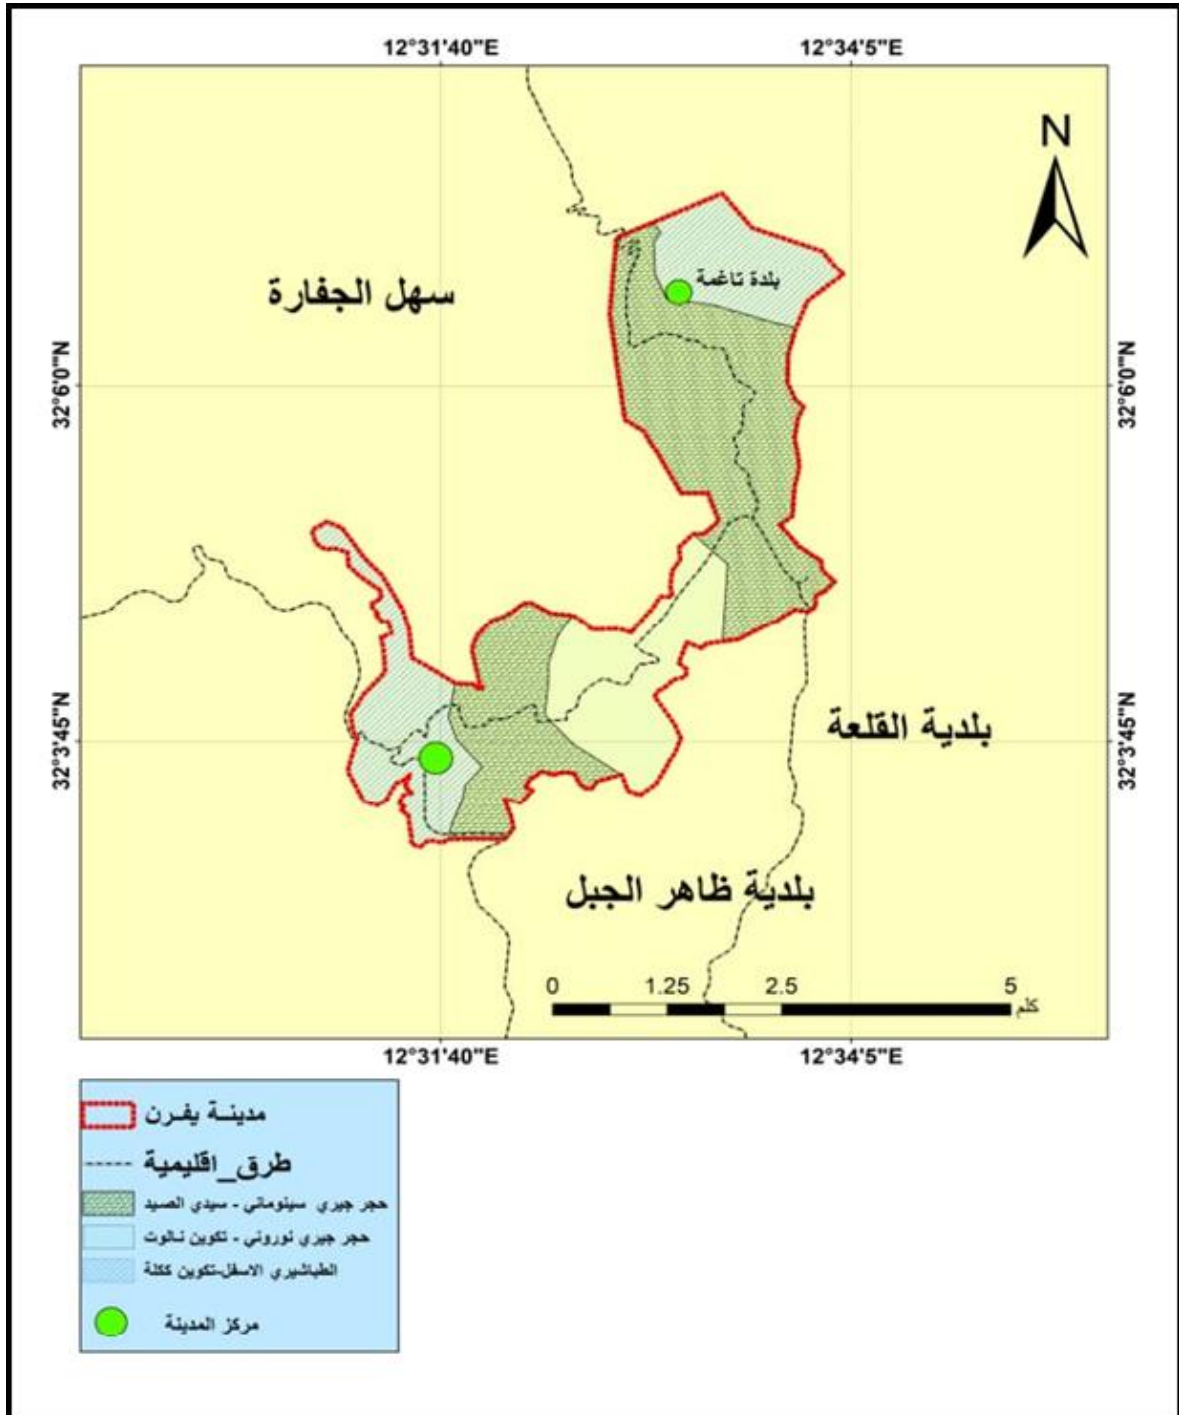 12°31'40"E 12°34'5"E
N
بلدة تاغمة
سهل الجفارة
32°6'0"N 32°6'0"N
32°3'45"N 32°3'45"N
بلدية القلعة
بلدية ظاهر الجبل
0 1.25 2.5 5
كلم
12°31'40"E 12°34'5"E
مدينـة يفـرن
طرق_اقليمية
حجر جيري سينوماني - سيدي الصيد
حجر جيري نوروني - تكوين نالوت
الطباشيري الاسفل-تكوين ككلة
مركز المدينة